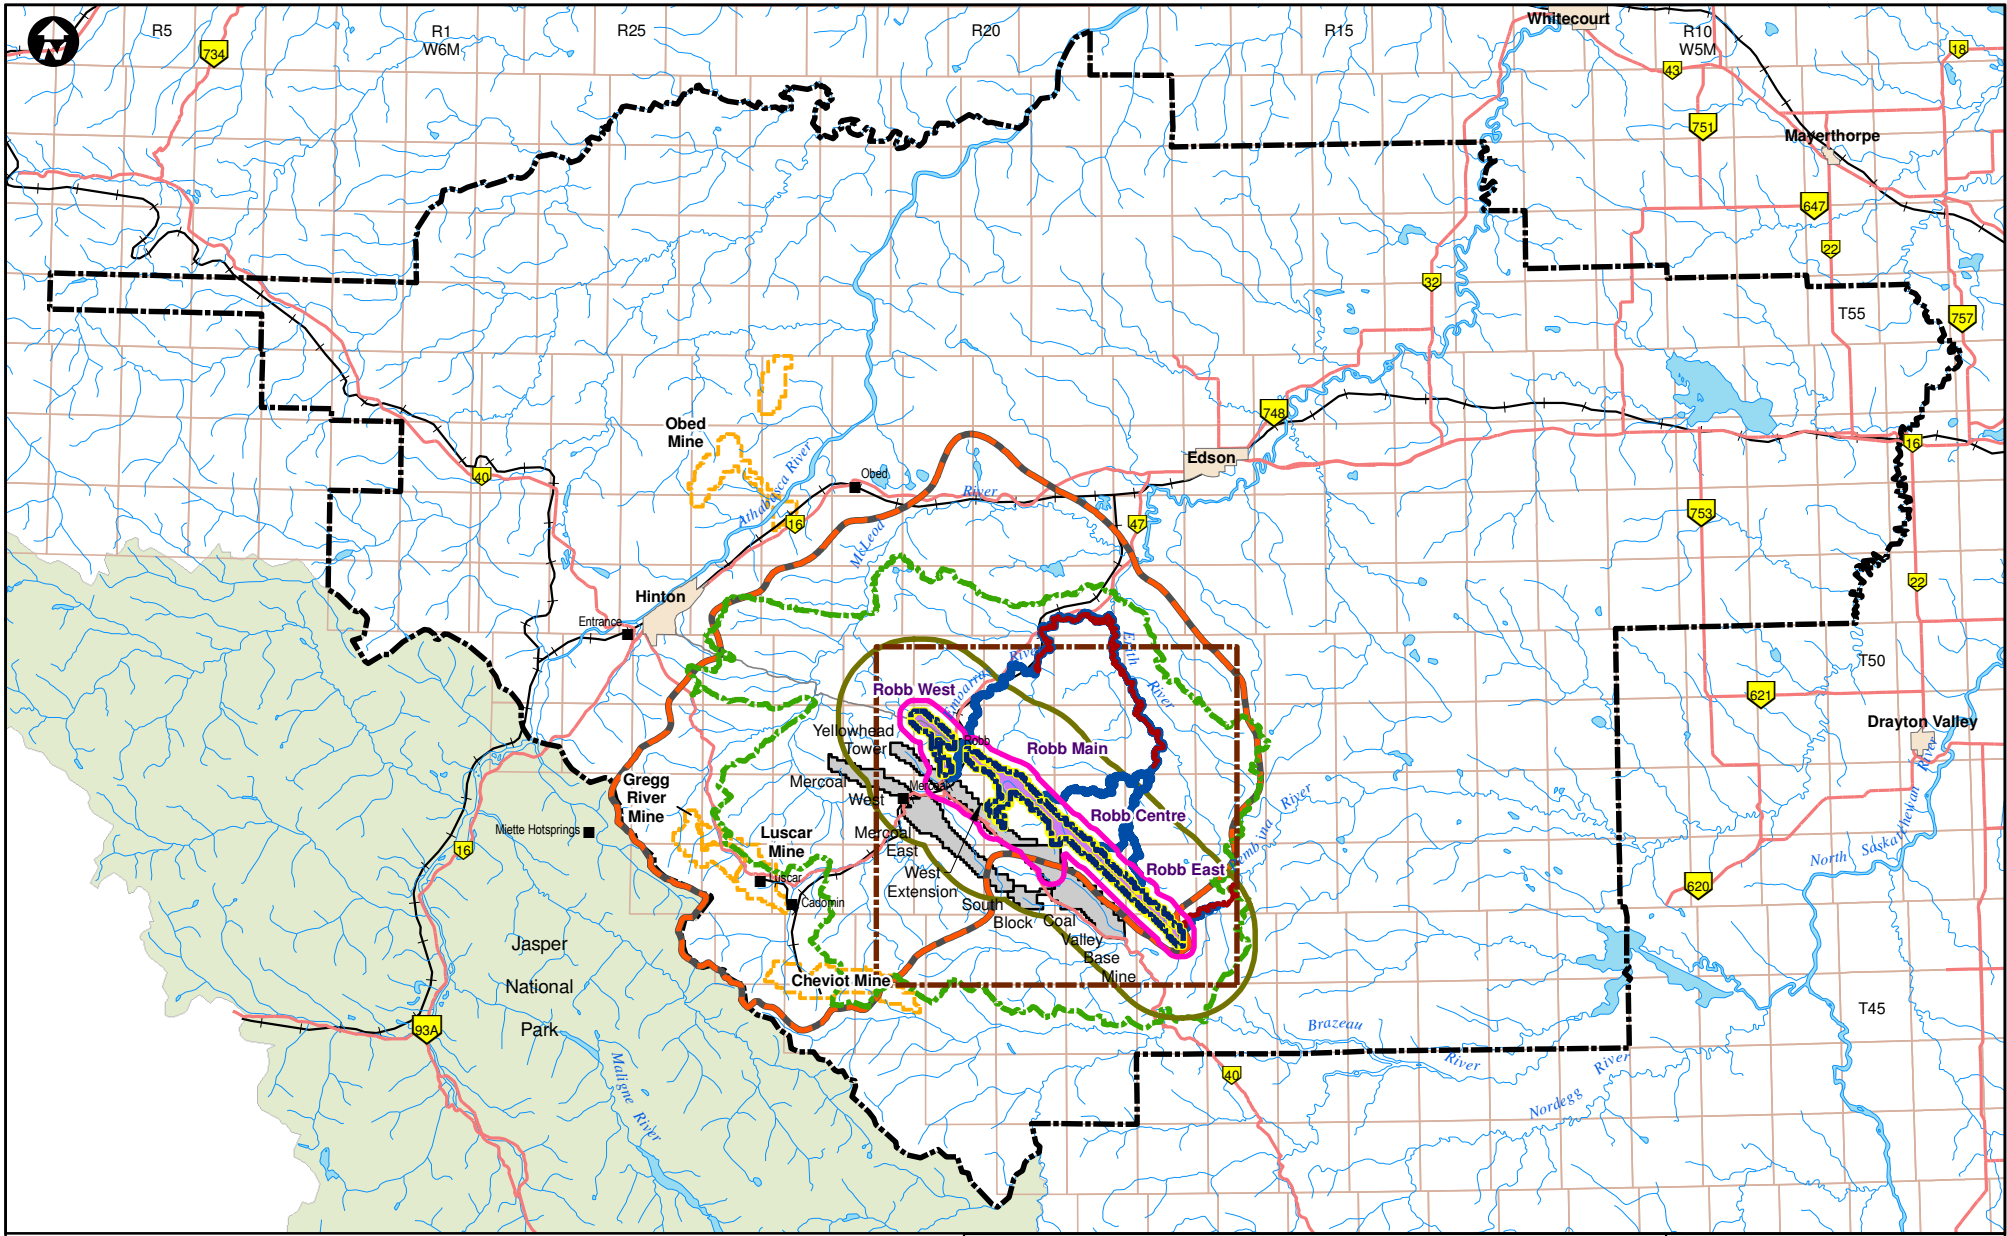 N
R5
R1
W6M
R25
R20
R15
R10
W5M
Whitecourt
734
18
43
751
Mayerthorpe
647
22
32
T55
757
Obed
Mine
748
Edson
16
40
Athabasca River
Obed
16
River
McLeod
47
753
22
Hinton
Entrance
Embarras
River
Erith
River
T50
621
Drayton Valley
Robb West
Robb
Robb Main
Yellowhead
Tower
Mercoal
West
Mercoal
Robb Centre
Gregg
River
Mine
Miette Hotsprings
Luscar
Mine
Mercoal
East
Robb East
Pembina River
North Saskatchewan River
16
Luscar
Cadomin
West
Extension
South
Block
Coal
Valley
Base
Mine
620
Jasper
National
Park
Cheviot Mine
93A
Maligne River
Brazeau
River
Nordegg River
T45
40